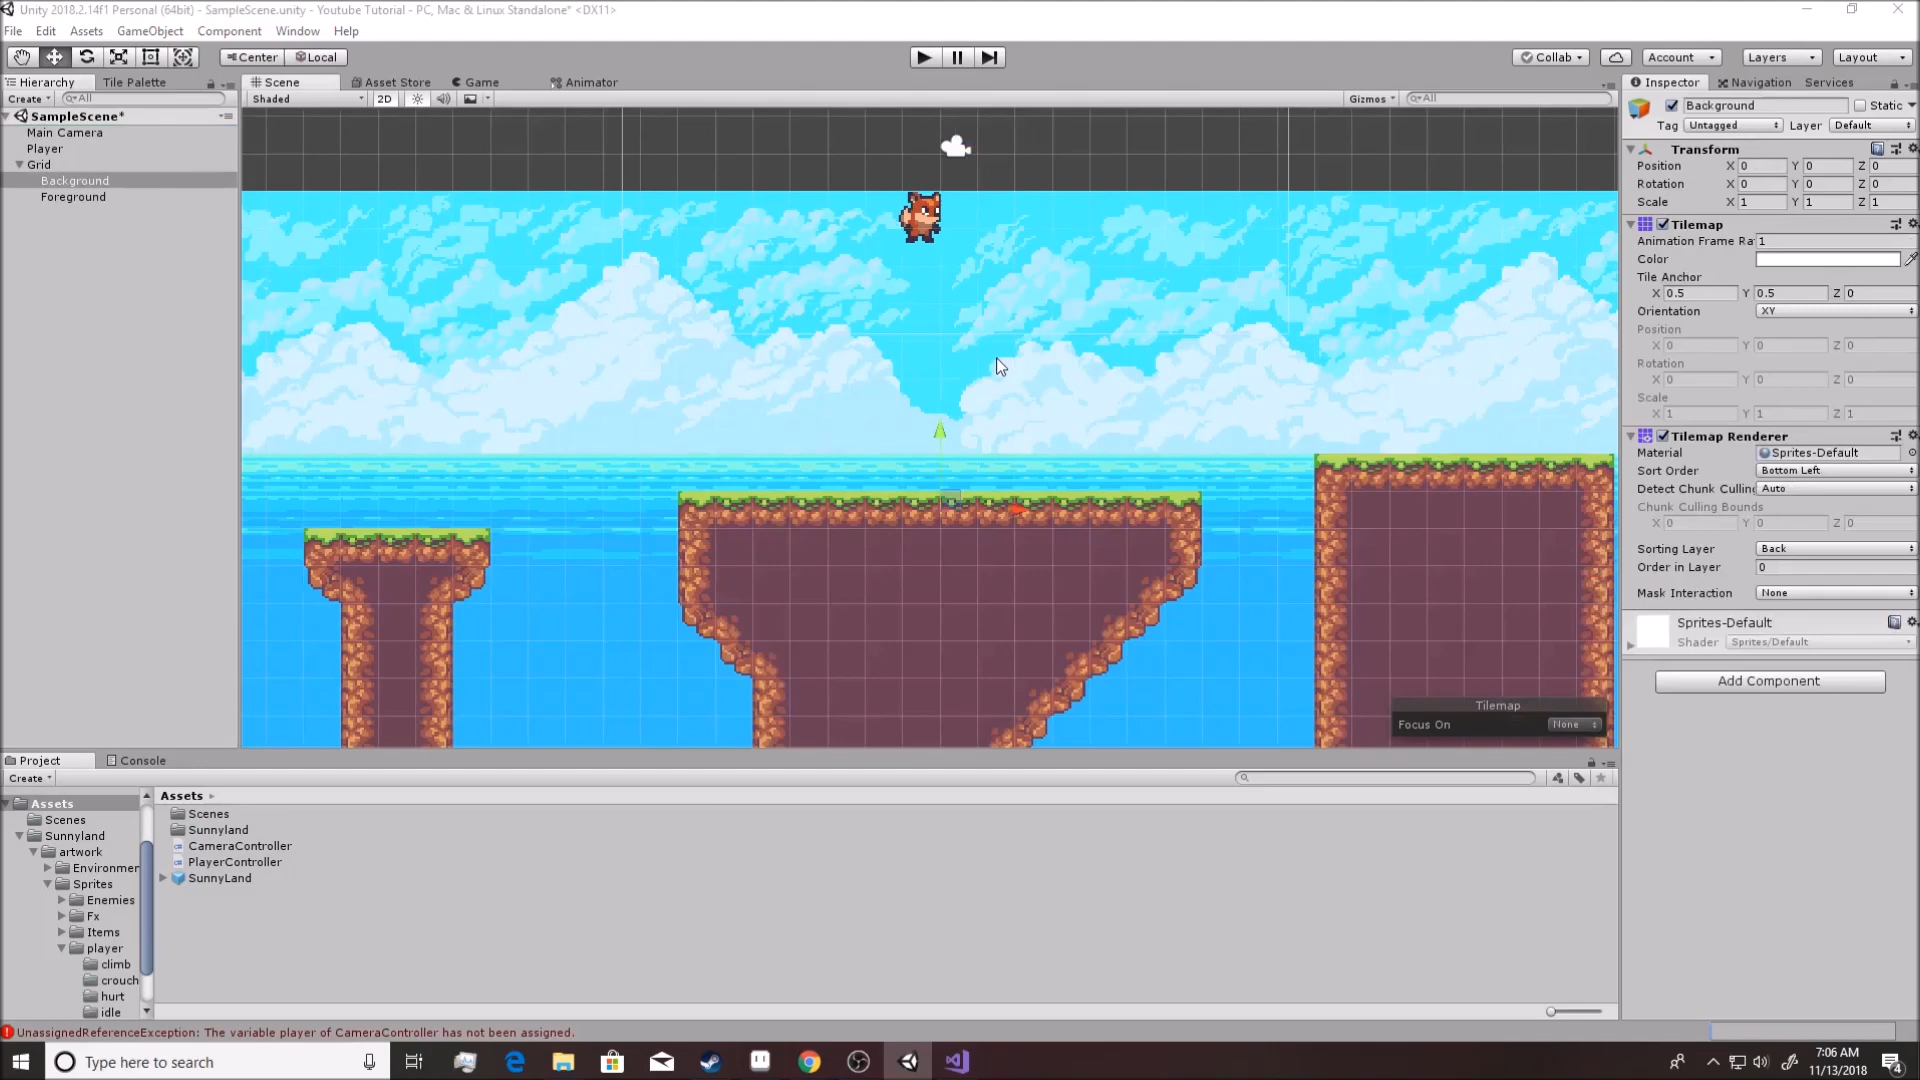 Unity 2018.2.14f1 Personal (64bit) - SampleScene.unity - Youtube Tutorial - PC, Mac & Linux Standalone* <DX11>
File Edit Assets GameObject Component Window Help
Center Local Collab Account Layers Layout
Hierarchy Tile Palette Scene Asset Store Game Animator Inspector Navigation Services
Create All Shaded 2D Gizmos All Background Static
SampleScene*
Tag Untagged Layer Default
Main Camera
Player
Grid
Background
Foreground
Transform
Position X 0 Y 0 Z 0
Rotation X 0 Y 0 Z 0
Scale X 1 Y 1 Z 1
Tilemap
Animation Frame Ra 1
Color
Tile Anchor
X 0.5 Y 0.5 Z 0
Orientation XY
Position
X 0 Y 0 Z 0
Rotation
X 0 Y 0 Z 0
Scale
X 1 Y 1 Z 1
Tilemap Renderer
Material Sprites-Default
Sort Order Bottom Left
Detect Chunk Culling Auto
Chunk Culling Bounds
X 0 Y 0 Z 0
Sorting Layer Back
Order in Layer 0
Mask Interaction None
Sprites-Default
Shader Sprites/Default
Add Component
Tilemap
Focus On None
Project Console
Create
Assets
Scenes
Sunnyland
artwork
Environmer
Sprites
Enemies
Fx
Items
player
climb
crouch
hurt
idle
Assets
Scenes
Sunnyland
CameraController
PlayerController
SunnyLand
UnassignedReferenceException: The variable player of CameraController has not been assigned.
Type here to search
7:06 AM
11/13/2018
4